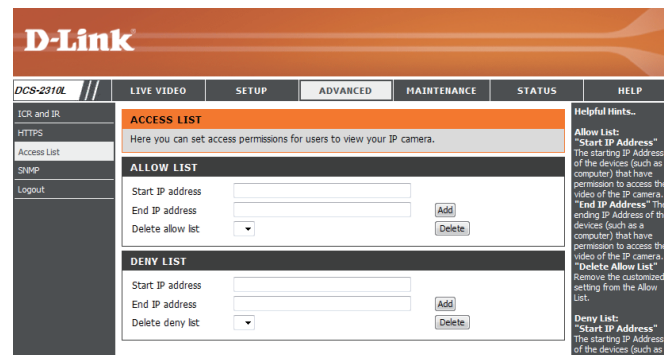 D-Link
DCS-2310L
LIVE VIDEO
SETUP
ADVANCED
MAINTENANCE
STATUS
HELP
ICR and IR
HTTPS
Access List
SNMP
Logout
ACCESS LIST
Here you can set access permissions for users to view your IP camera.
ALLOW LIST
Start IP address
End IP address
Add
Delete allow list
Delete
DENY LIST
Start IP address
End IP address
Add
Delete deny list
Delete
Helpful Hints..
Allow List:
"Start IP Address"
The starting IP Address
of the devices (such as
computer) that have
permission to access the
video of the IP camera.
"End IP Address" The
ending IP Address of the
devices (such as a
computer) that have
permission to access the
video of the IP camera.
"Delete Allow List"
Remove the customized
setting from the Allow
List.
Deny List:
"Start IP Address"
The starting IP Address
of the devices (such as